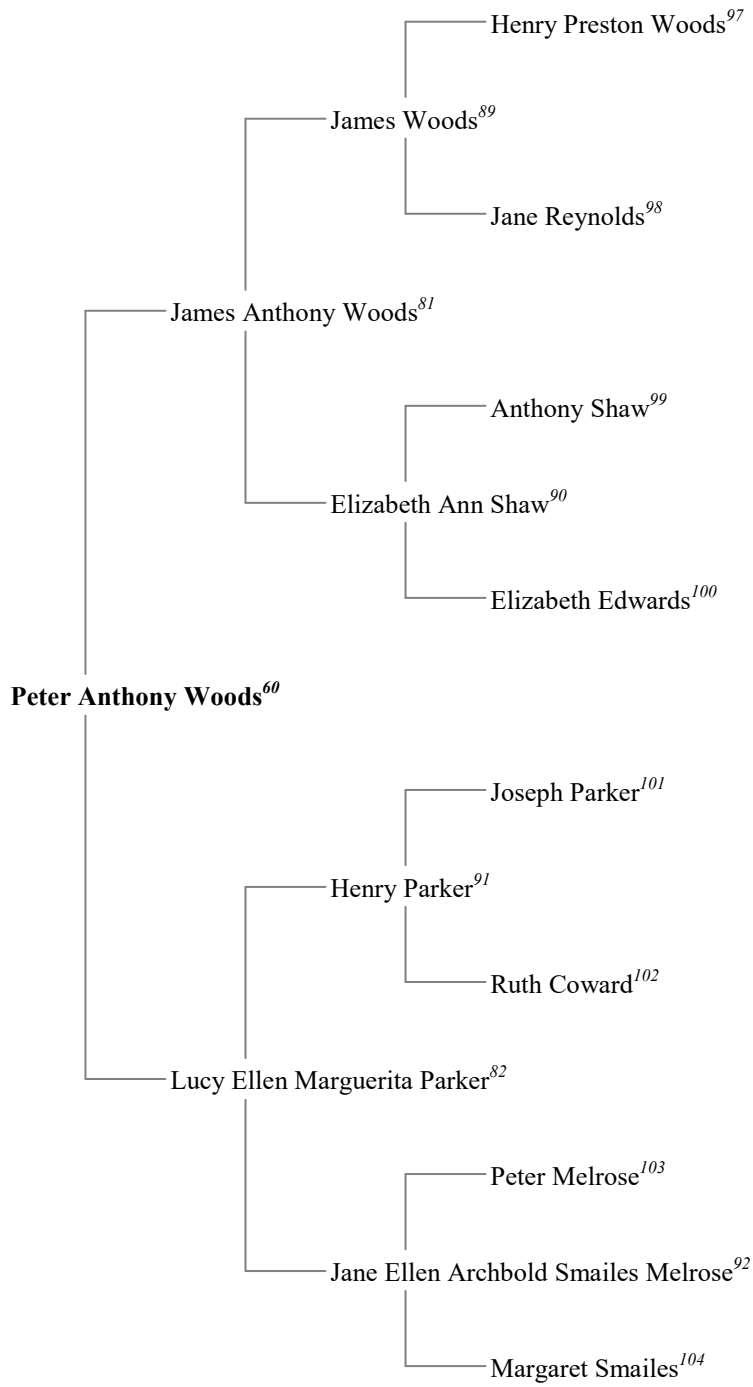 Henry Preston Woods97
James Woods89
Jane Reynolds98
James Anthony Woods81
Anthony Shaw99
Elizabeth Ann Shaw90
Elizabeth Edwards100
Peter Anthony Woods60
Joseph Parker101
Henry Parker91
Ruth Coward102
Lucy Ellen Marguerita Parker82
Peter Melrose103
Jane Ellen Archbold Smailes Melrose92
Margaret Smailes104